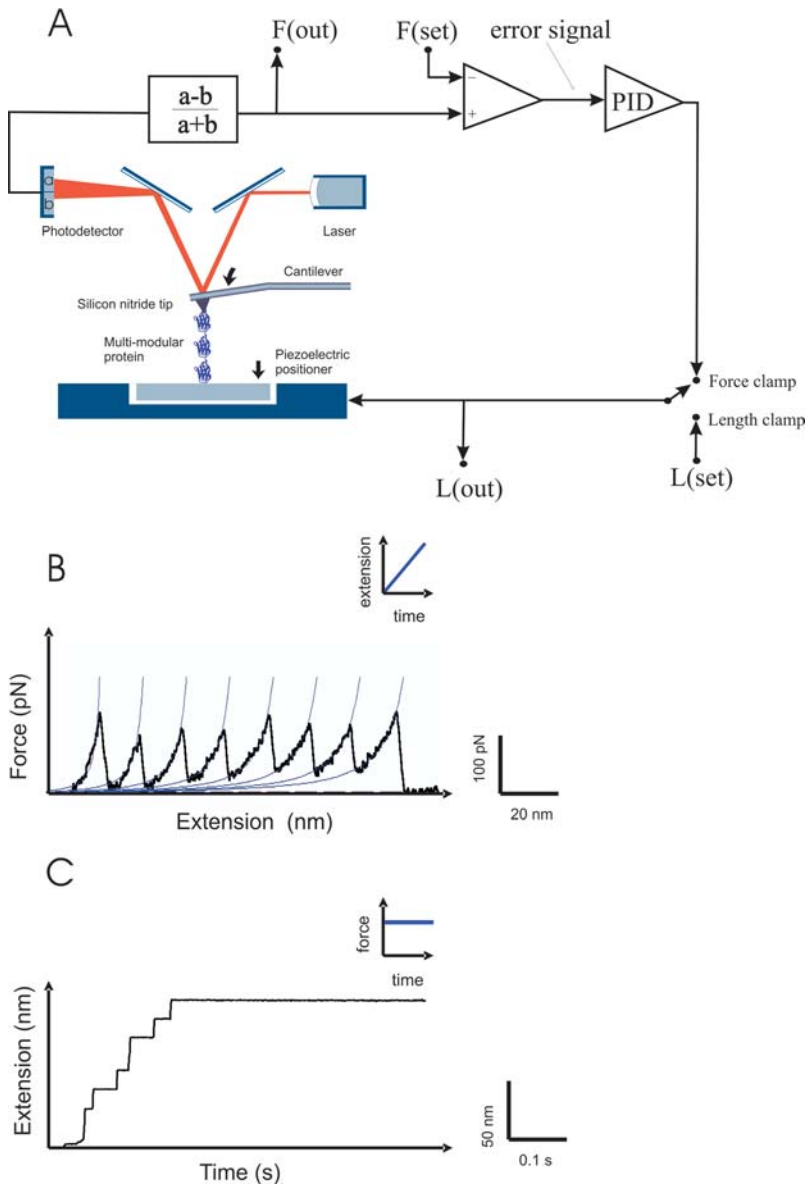 A
F(out)
F(set)
error signal
a-b
a+b
−
+
PID
a
b
Photodetector
Laser
Cantilever
Silicon nitride tip
Multi-modular
protein
Piezoelectric
positioner
Force clamp
Length clamp
L(out)
L(set)
B
extension
time
Force (pN)
Extension (nm)
100 pN
20 nm
C
force
time
Extension (nm)
Time (s)
50 nm
0.1 s